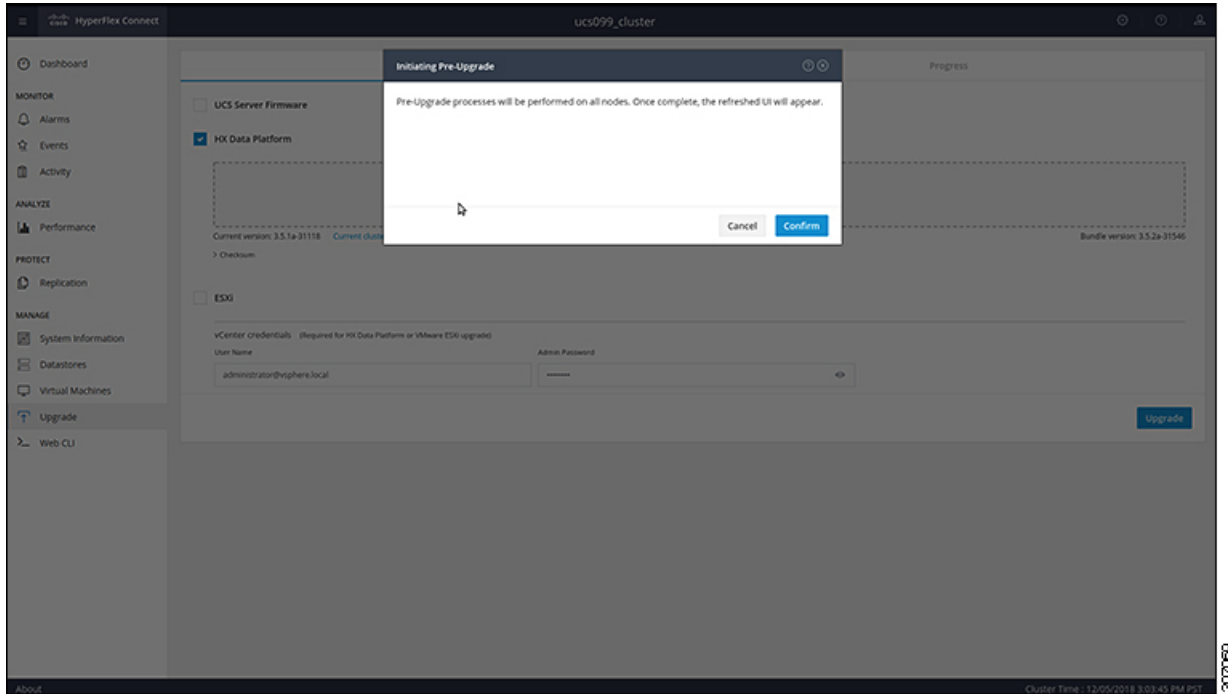 cisco HyperFlex Connect
ucs099_cluster
Dashboard
MONITOR
Alarms
Events
Activity
ANALYZE
Performance
PROTECT
Replication
MANAGE
System Information
Datastores
Virtual Machines
Upgrade
Web CLI
About
Progress
Initiating Pre-Upgrade
Pre-Upgrade processes will be performed on all nodes. Once complete, the refreshed UI will appear.
Cancel Confirm
UCS Server Firmware
HX Data Platform
Current version: 3.5.1a-31118 Current
Bundle version: 3.5.2a-31546
> Checksum
ESXi
vCenter credentials (Required for HX Data Platform or VMware ESXi upgrade)
User Name Admin Password
administrator@vsphere.local
Upgrade
Cluster Time : 12/05/2018 3:03:45 PM PST